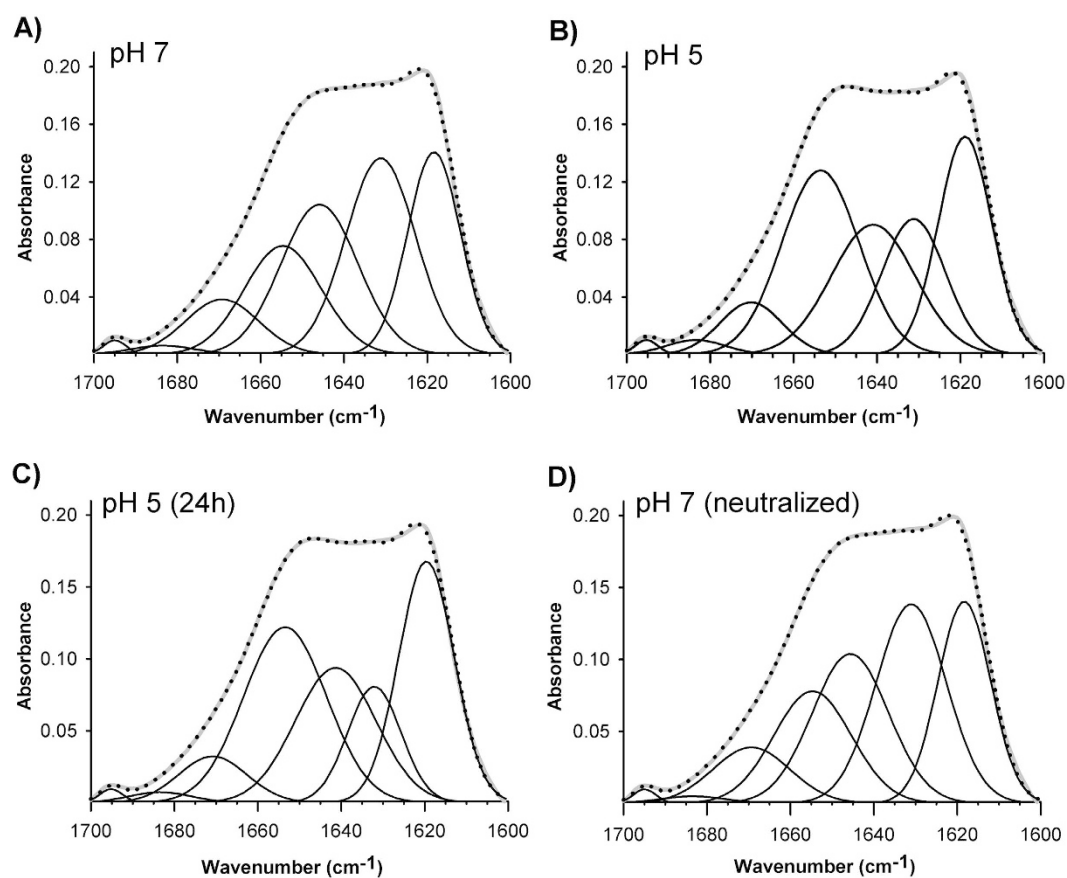 A)
pH 7
0.20
0.16
0.12
0.08
0.04
Absorbance
1700 1680 1660 1640 1620 1600
Wavenumber (cm-1)
B)
pH 5
0.20
0.16
0.12
0.08
0.04
Absorbance
1700 1680 1660 1640 1620 1600
Wavenumber (cm-1)
C)
pH 5 (24h)
0.20
0.15
0.10
0.05
Absorbance
1700 1680 1660 1640 1620 1600
Wavenumber (cm-1)
D)
pH 7 (neutralized)
0.20
0.15
0.10
0.05
Absorbance
1700 1680 1660 1640 1620 1600
Wavenumber (cm-1)